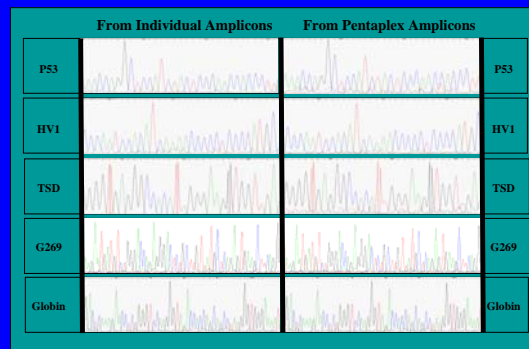 From Individual Amplicons From Pentaplex Amplicons
P53 P53
HV1 HV1
TSD TSD
G269 G269
Globin Globin